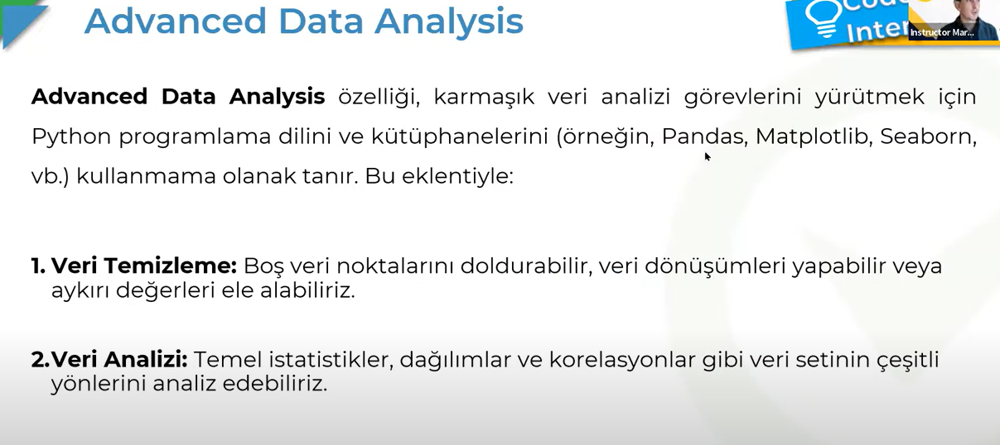 Advanced Data Analysis
Instructor Mar...
Advanced Data Analysis özelliği, karmaşık veri analizi görevlerini yürütmek için
Python programlama dilini ve kütüphanelerini (örneğin, Pandas, Matplotlib, Seaborn,
vb.) kullanmama olanak tanır. Bu eklentiyle:
1. Veri Temizleme: Boş veri noktalarını doldurabilir, veri dönüşümleri yapabilir veya
aykırı değerleri ele alabiliriz.
2.Veri Analizi: Temel istatistikler, dağılımlar ve korelasyonlar gibi veri setinin çeşitli
yönlerini analiz edebiliriz.